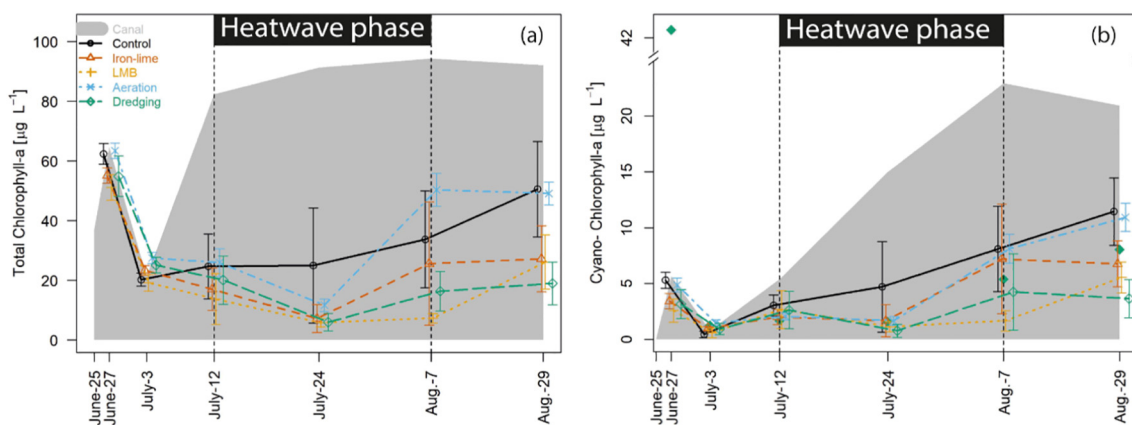 Heatwave phase
(a)
Canal
Control
Iron-lime
LMB
Aeration
Dredging
Total Chlorophyll-a [µg L⁻¹]
100
80
60
40
20
0
June-25
June-27
July-3
July-12
July-24
Aug.-7
Aug.-29
Heatwave phase
(b)
Cyano- Chlorophyll-a [µg L⁻¹]
42
20
15
10
5
0
June-25
June-27
July-3
July-12
July-24
Aug.-7
Aug.-29